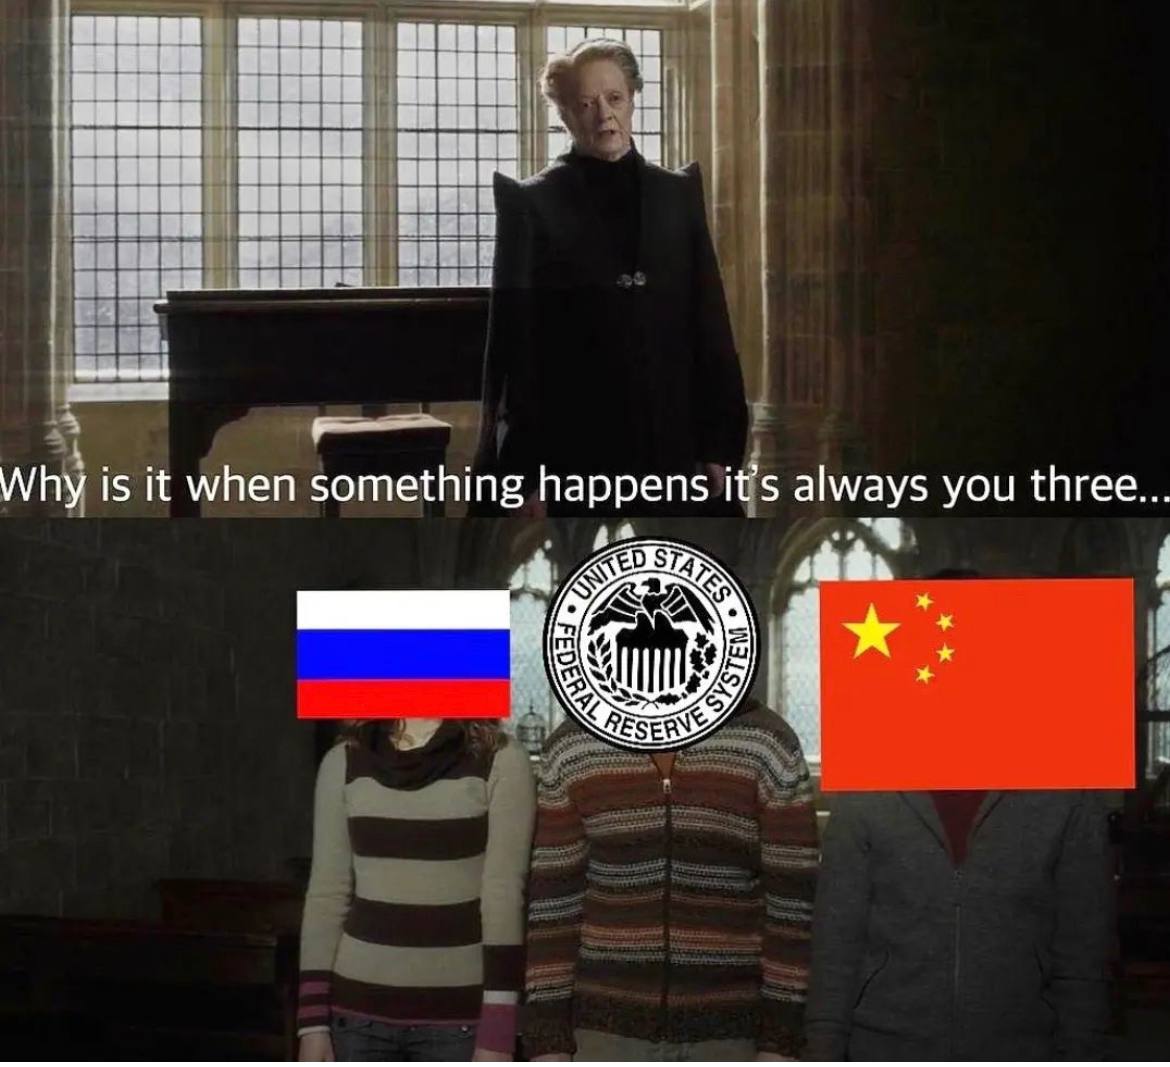 Why is it when something happens it's always you three...
UNITED STATES
FEDERAL RESERVE SYSTEM